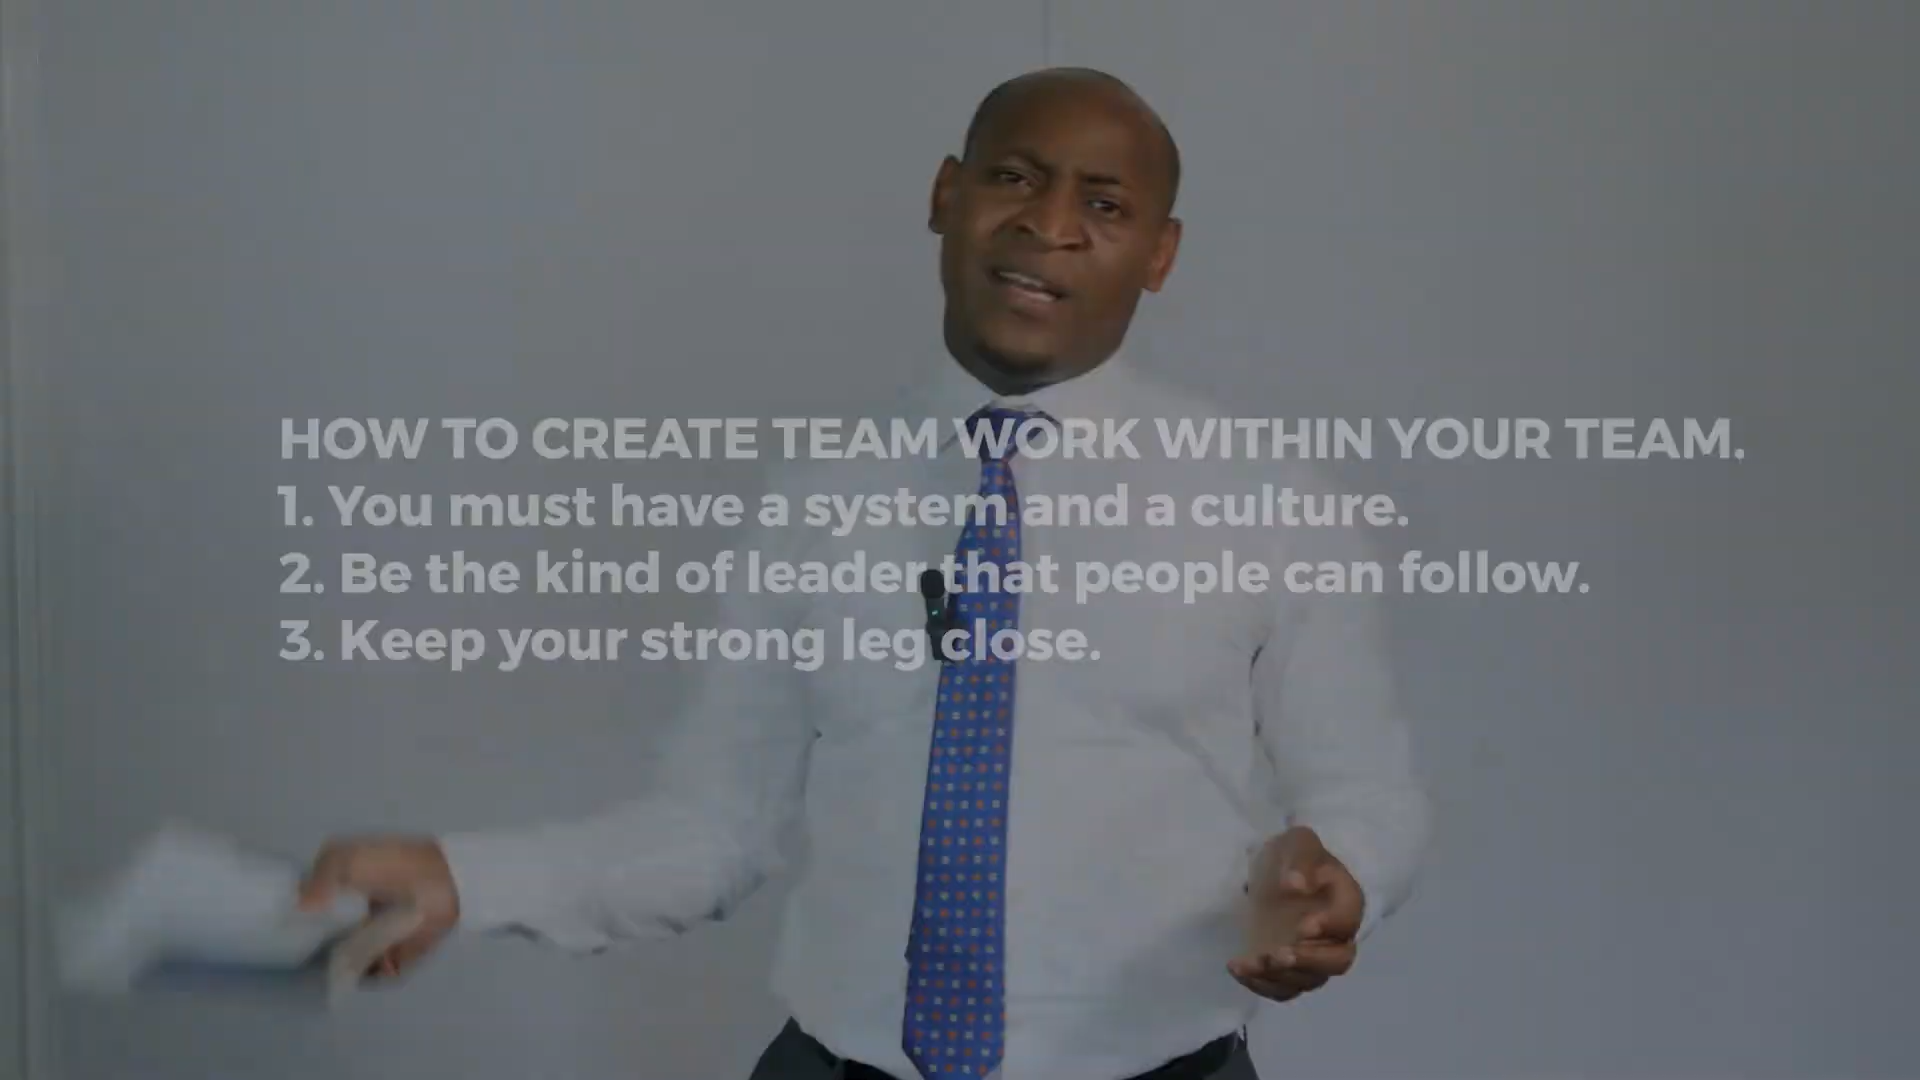 HOW TO CREATE TEAM WORK WITHIN YOUR TEAM.
1. You must have a system and a culture.
2. Be the kind of leader that people can follow.
3. Keep your strong leg close.